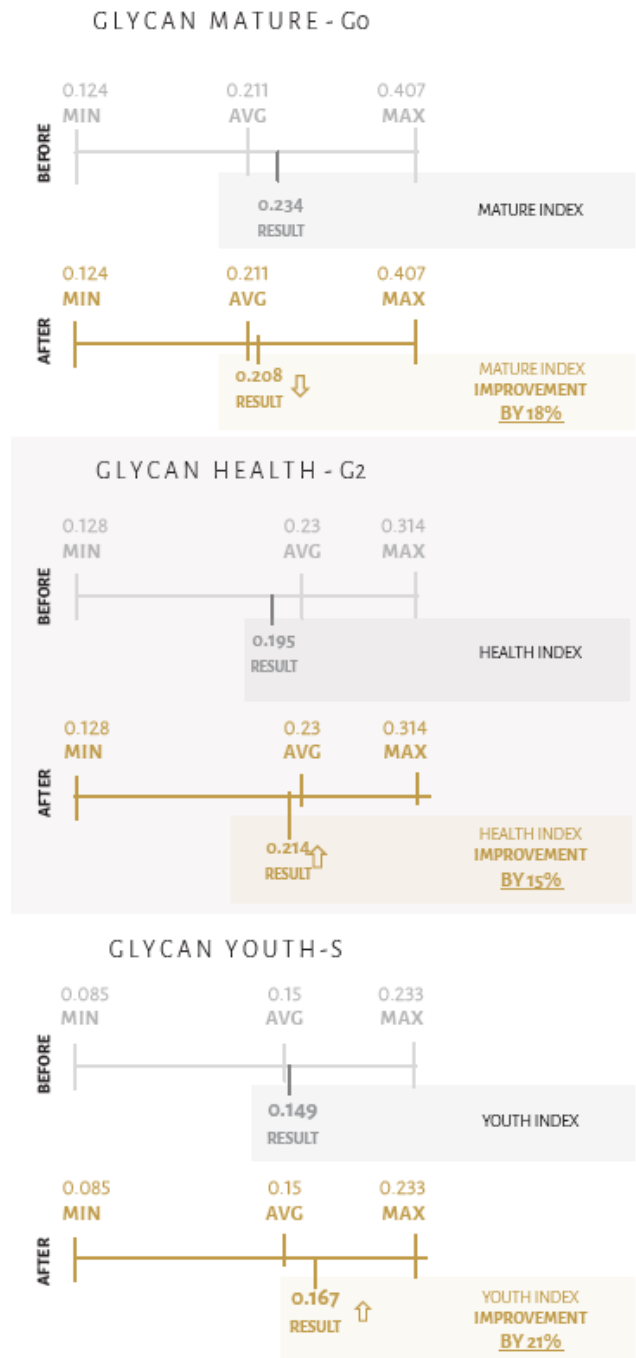 GLYCAN MATURE - G0
0.124 0.211 0.407
MIN AVG MAX
BEFORE
0.234
RESULT
MATURE INDEX
0.124 0.211 0.407
MIN AVG MAX
AFTER
0.208
RESULT
MATURE INDEX
IMPROVEMENT
BY 18%
GLYCAN HEALTH - G2
0.128 0.23 0.314
MIN AVG MAX
BEFORE
0.195
RESULT
HEALTH INDEX
0.128 0.23 0.314
MIN AVG MAX
AFTER
0.214
RESULT
HEALTH INDEX
IMPROVEMENT
BY 15%
GLYCAN YOUTH-S
0.085 0.15 0.233
MIN AVG MAX
BEFORE
0.149
RESULT
YOUTH INDEX
0.085 0.15 0.233
MIN AVG MAX
AFTER
0.167
RESULT
YOUTH INDEX
IMPROVEMENT
BY 21%